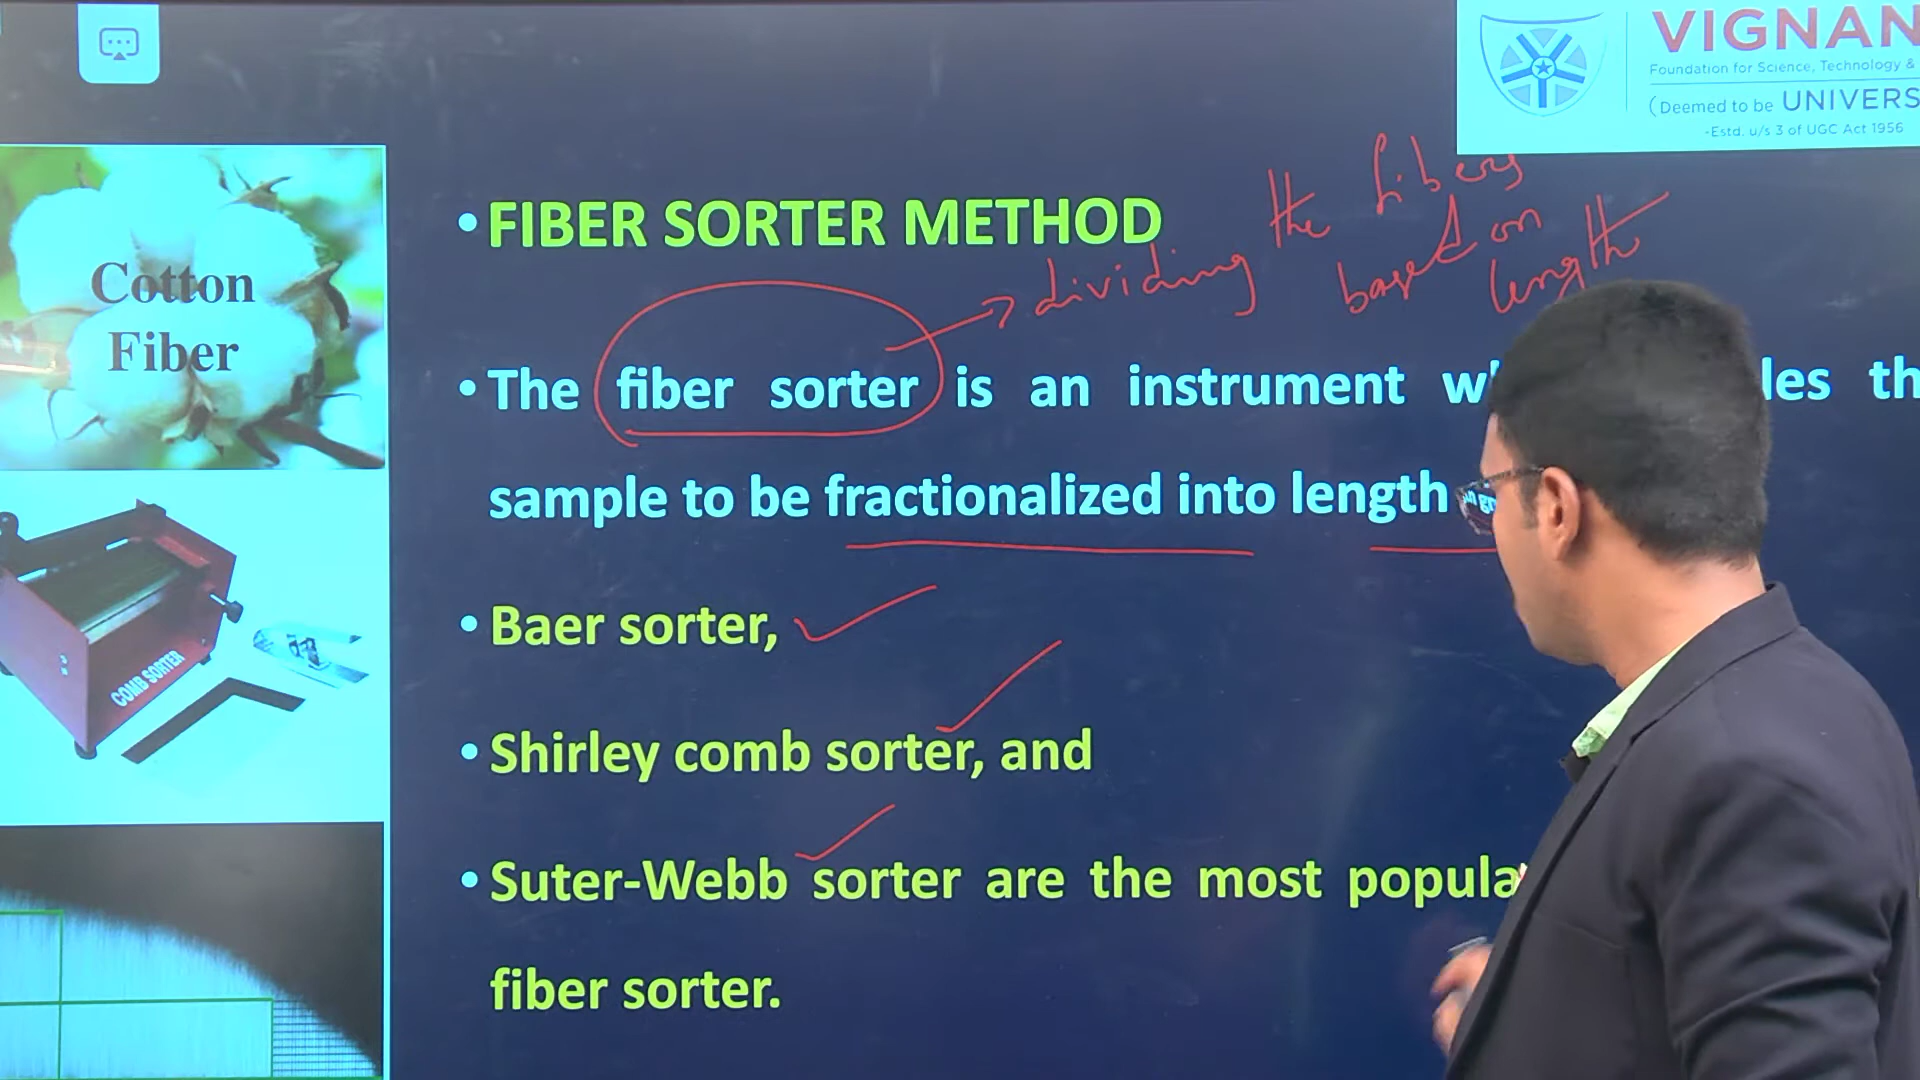 VIGNAN
Foundation for Science, Technology &
(Deemed to be UNIVERS
-Estd. u/s 3 of UGC Act 1956
Cotton
Fiber
COMB SORTER
• FIBER SORTER METHOD
dividing the fibers
based on
length
• The fiber sorter is an instrument les th
sample to be fractionalized into length
• Baer sorter,
• Shirley comb sorter, and
• Suter-Webb sorter are the most popula
fiber sorter.